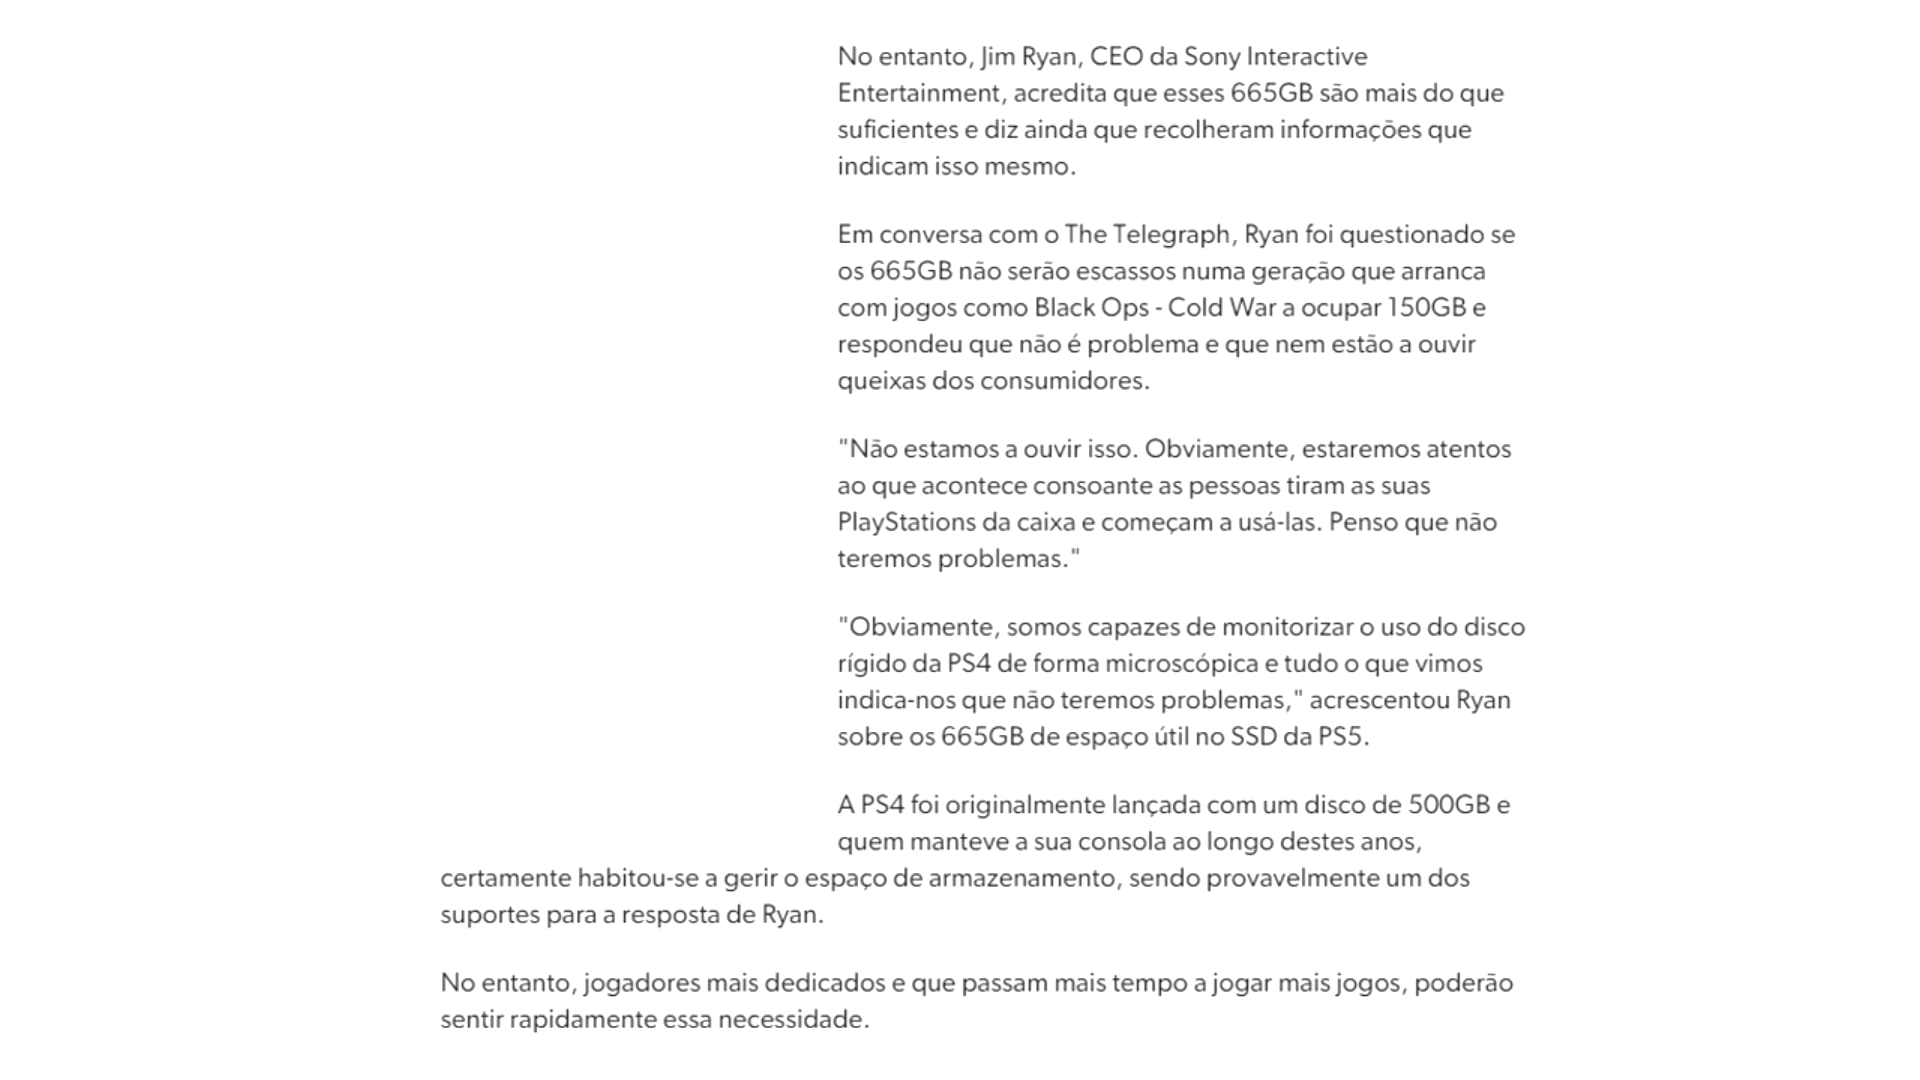 No entanto, Jim Ryan, CEO da Sony Interactive
Entertainment, acredita que esses 665GB são mais do que
suficientes e diz ainda que recolheram informações que
indicam isso mesmo.
Em conversa com o The Telegraph, Ryan foi questionado se
os 665GB não serão escassos numa geração que arranca
com jogos como Black Ops - Cold War a ocupar 150GB e
respondeu que não é problema e que nem estão a ouvir
queixas dos consumidores.
"Não estamos a ouvir isso. Obviamente, estaremos atentos
ao que acontece consoante as pessoas tiram as suas
PlayStations da caixa e começam a usá-las. Penso que não
teremos problemas."
"Obviamente, somos capazes de monitorizar o uso do disco
rígido da PS4 de forma microscópica e tudo o que vimos
indica-nos que não teremos problemas," acrescentou Ryan
sobre os 665GB de espaço útil no SSD da PS5.
A PS4 foi originalmente lançada com um disco de 500GB e
quem manteve a sua consola ao longo destes anos,
certamente habitou-se a gerir o espaço de armazenamento, sendo provavelmente um dos
suportes para a resposta de Ryan.
No entanto, jogadores mais dedicados e que passam mais tempo a jogar mais jogos, poderão
sentir rapidamente essa necessidade.